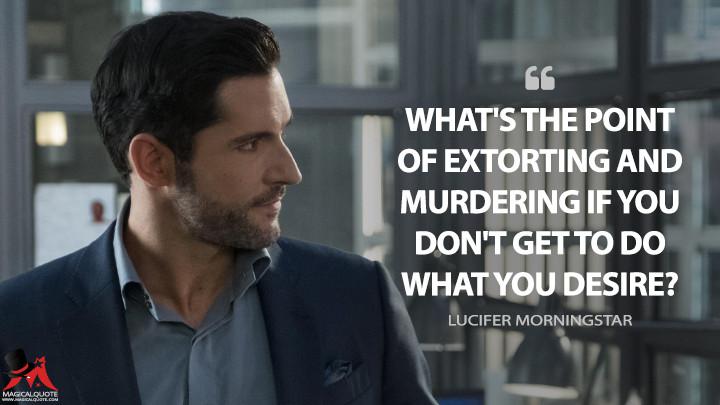 “
WHAT'S THE POINT
OF EXTORTING AND
MURDERING IF YOU
DON'T GET TO DO
WHAT YOU DESIRE?
LUCIFER MORNINGSTAR
MAGICALQUOTE
WWW.MAGICALQUOTE.COM